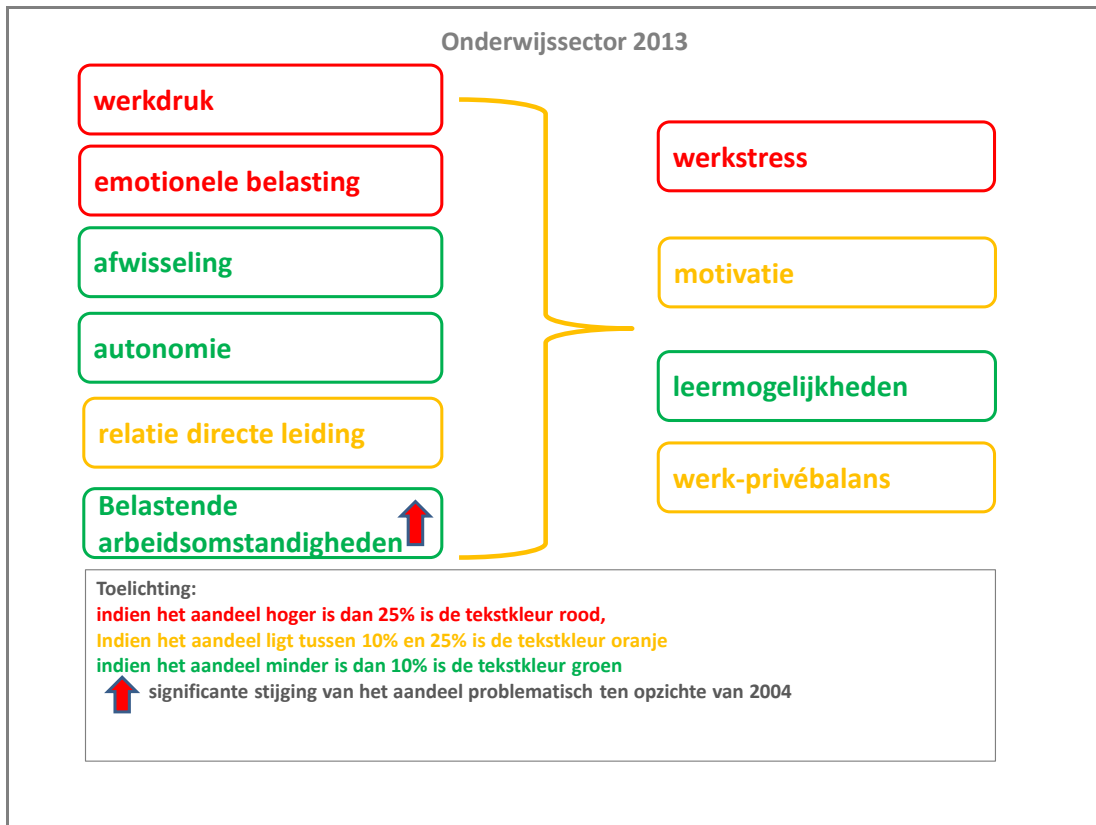 Onderwijssector 2013
werkdruk
emotionele belasting
afwisseling
autonomie
relatie directe leiding
Belastende
arbeidsomstandigheden
werkstress
motivatie
leermogelijkheden
werk-privébalans
Toelichting:
indien het aandeel hoger is dan 25% is de tekstkleur rood,
Indien het aandeel ligt tussen 10% en 25% is de tekstkleur oranje
indien het aandeel minder is dan 10% is de tekstkleur groen
significante stijging van het aandeel problematisch ten opzichte van 2004